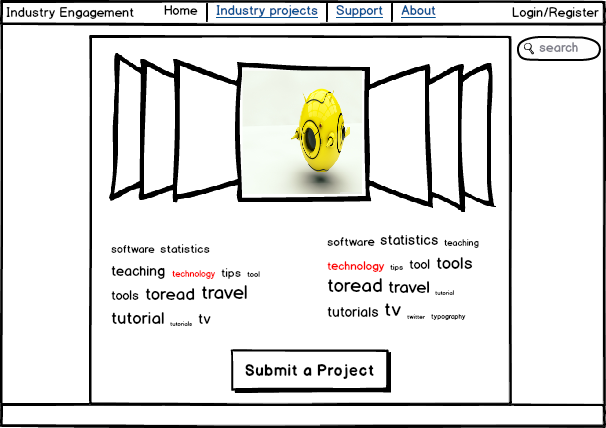 Industry Engagement Home Industry projects Support About Login/Register
search
software statistics
teaching technology tips tool
tools toread travel
tutorial tutorials tv
software statistics teaching
technology tips tool tools
toread travel tutorial
tutorials tv twitter typography
Submit a Project